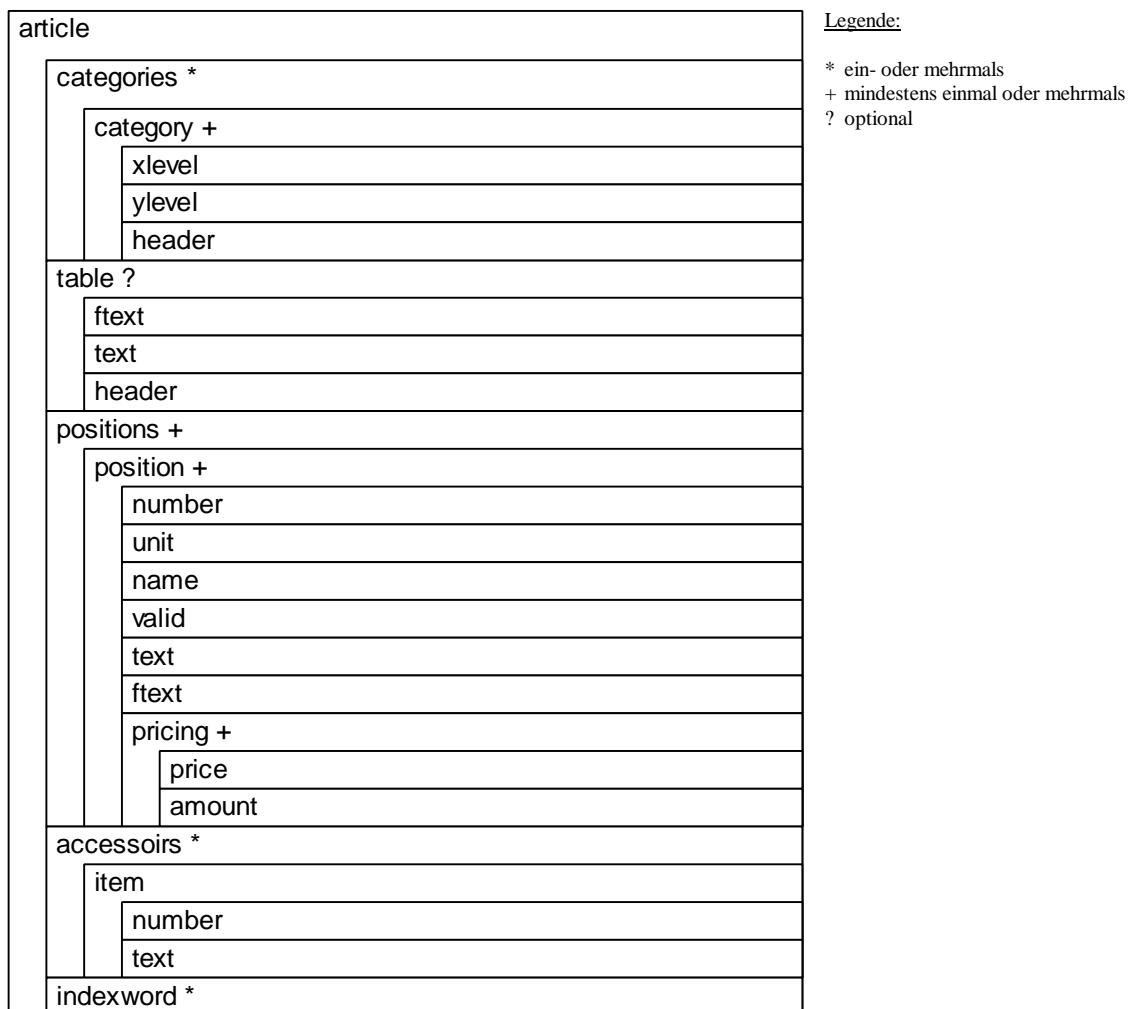 article
categories *
category +
xlevel
ylevel
header
table ?
ftext
text
header
positions +
position +
number
unit
name
valid
text
ftext
pricing +
price
amount
accessoirs *
item
number
text
indexword *
Legende:
* ein- oder mehrmals
+ mindestens einmal oder mehrmals
? optional